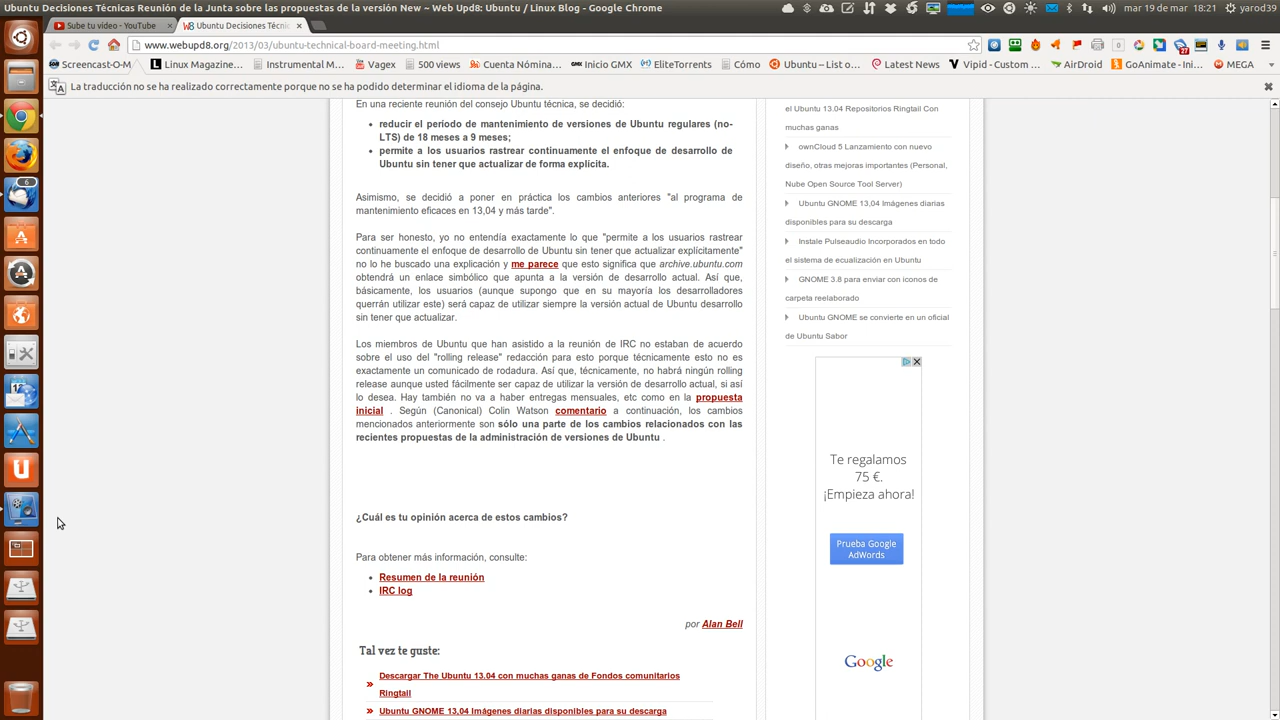 Ubuntu Decisiones Técnicas Reunión de la Junta sobre las propuestas de la versión New ~ Web Upd8: Ubuntu / Linux Blog - Google Chrome
mar 19 de mar 18:21 yarod39
Sube tu vídeo - YouTube
W8 Ubuntu Decisiones Técnic
www.webupd8.org/2013/03/ubuntu-technical-board-meeting.html
Screencast-O-M
Linux Magazine...
Instrumental M...
Vagex
500 views
Cuenta Nómina...
Inicio GMX
EliteTorrents
Cómo
Ubuntu – List o...
Latest News
Vipid - Custom ...
AirDroid
GoAnimate - Ini...
MEGA
La traducción no se ha realizado correctamente porque no se ha podido determinar el idioma de la página.
En una reciente reunión del consejo Ubuntu técnica, se decidió:
reducir el periodo de mantenimiento de versiones de Ubuntu regulares (no-
LTS) de 18 meses a 9 meses;
permite a los usuarios rastrear continuamente el enfoque de desarrollo de
Ubuntu sin tener que actualizar de forma explícita.
Asimismo, se decidió a poner en práctica los cambios anteriores "al programa de
mantenimiento eficaces en 13,04 y más tarde".
Para ser honesto, yo no entendía exactamente lo que "permite a los usuarios rastrear
continuamente el enfoque de desarrollo de Ubuntu sin tener que actualizar explícitamente"
no lo he buscado una explicación y me parece que esto significa que archive.ubuntu.com
obtendrá un enlace simbólico que apunta a la versión de desarrollo actual. Así que,
básicamente, los usuarios (aunque supongo que en su mayoría los desarrolladores
querrán utilizar este) será capaz de utilizar siempre la versión actual de Ubuntu desarrollo
sin tener que actualizar.
Los miembros de Ubuntu que han asistido a la reunión de IRC no estaban de acuerdo
sobre el uso del "rolling release" redacción para esto porque técnicamente esto no es
exactamente un comunicado de rodadura. Así que, técnicamente, no habrá ningún rolling
release aunque usted fácilmente ser capaz de utilizar la versión de desarrollo actual, si así
lo desea. Hay también no va a haber entregas mensuales, etc como en la propuesta
inicial . Según (Canonical) Colin Watson comentario a continuación, los cambios
mencionados anteriormente son sólo una parte de los cambios relacionados con las
recientes propuestas de la administración de versiones de Ubuntu .
¿Cuál es tu opinión acerca de estos cambios?
Para obtener más información, consulte:
Resumen de la reunión
IRC log
por Alan Bell
Tal vez te guste:
Descargar The Ubuntu 13.04 con muchas ganas de Fondos comunitarios
Ringtail
Ubuntu GNOME 13,04 Imágenes diarias disponibles para su descarga
el Ubuntu 13.04 Repositorios Ringtail Con
muchas ganas
ownCloud 5 Lanzamiento con nuevo
diseño, otras mejoras importantes (Personal,
Nube Open Source Tool Server)
Ubuntu GNOME 13,04 Imágenes diarias
disponibles para su descarga
Instale Pulseaudio Incorporados en todo
el sistema de ecualización en Ubuntu
GNOME 3.8 para enviar con iconos de
carpeta reelaborado
Ubuntu GNOME se convierte en un oficial
de Ubuntu Sabor
Te regalamos
75 €.
¡Empieza ahora!
Prueba Google
AdWords
Google